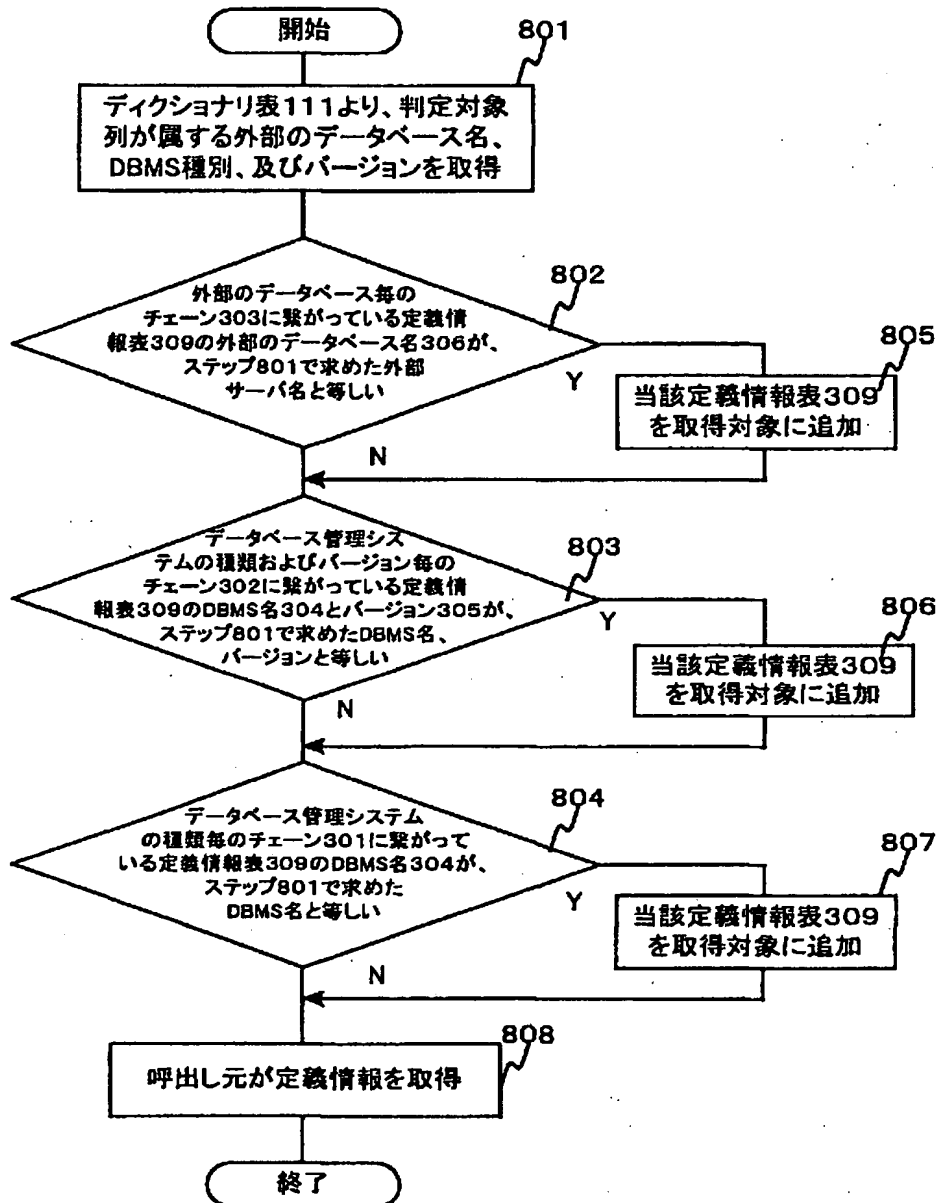 開始
801
ディクショナリ表111より、判定対象
列が属する外部のデータベース名、
DBMS種別、及びバージョンを取得
802
外部のデータベース毎の
チェーン303に繋がっている定義情
報表309の外部のデータベース名306が、
ステップ801で求めた外部
サーバ名と等しい
Y
N
805
当該定義情報表309
を取得対象に追加
803
データベース管理シス
テムの種類およびバージョン毎の
チェーン302に繋がっている定義情
報表309のDBMS名304とバージョン305が、
ステップ801で求めたDBMS名、
バージョンと等しい
Y
N
806
当該定義情報表309
を取得対象に追加
804
データベース管理システム
の種類毎のチェーン301に繋がって
いる定義情報表309のDBMS名304が、
ステップ801で求めた
DBMS名と等しい
Y
N
807
当該定義情報表309
を取得対象に追加
808
呼出し元が定義情報を取得
終了